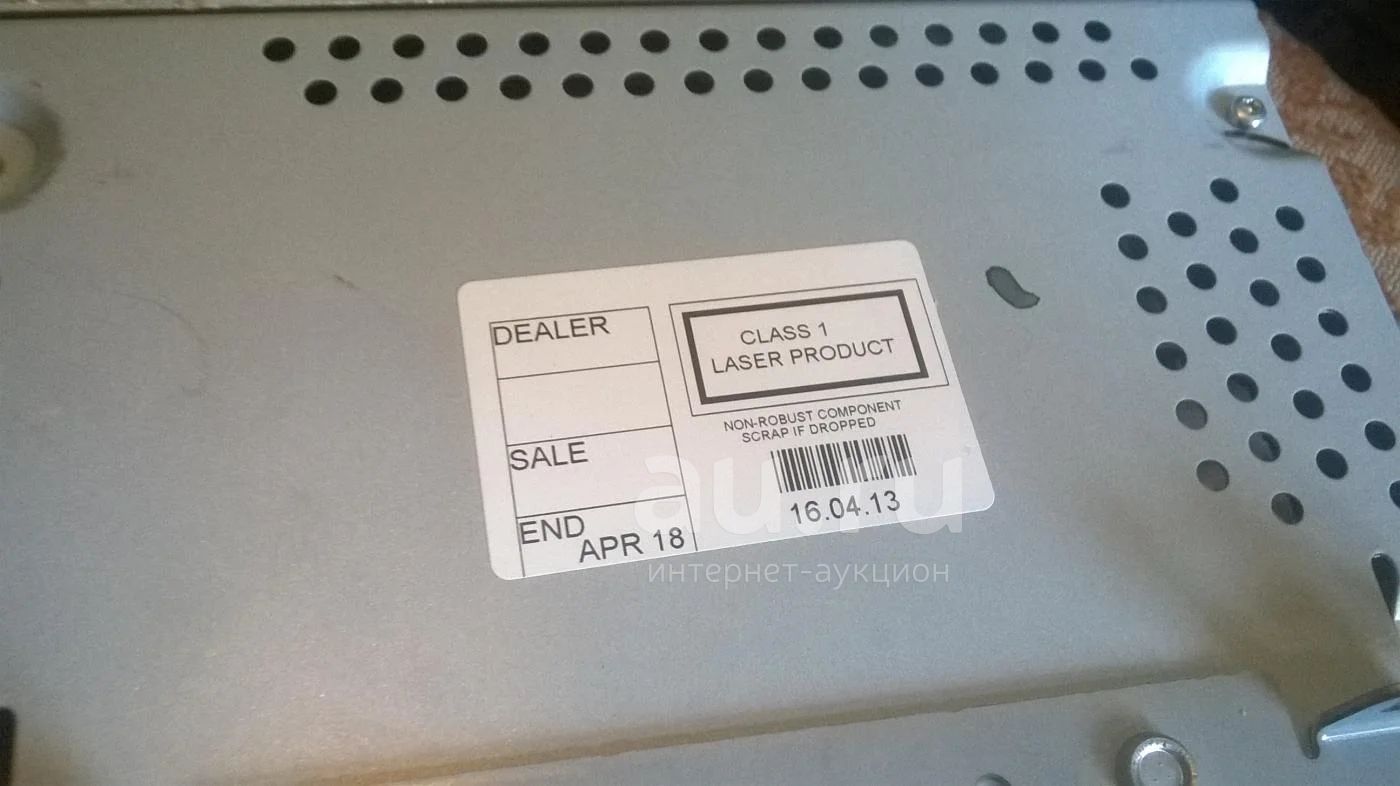 DEALER
SALE
END
APR 18
CLASS 1
LASER PRODUCT
NON-ROBUST COMPONENT
SCRAP IF DROPPED
16.04.13
au.ru
интернет-аукцион